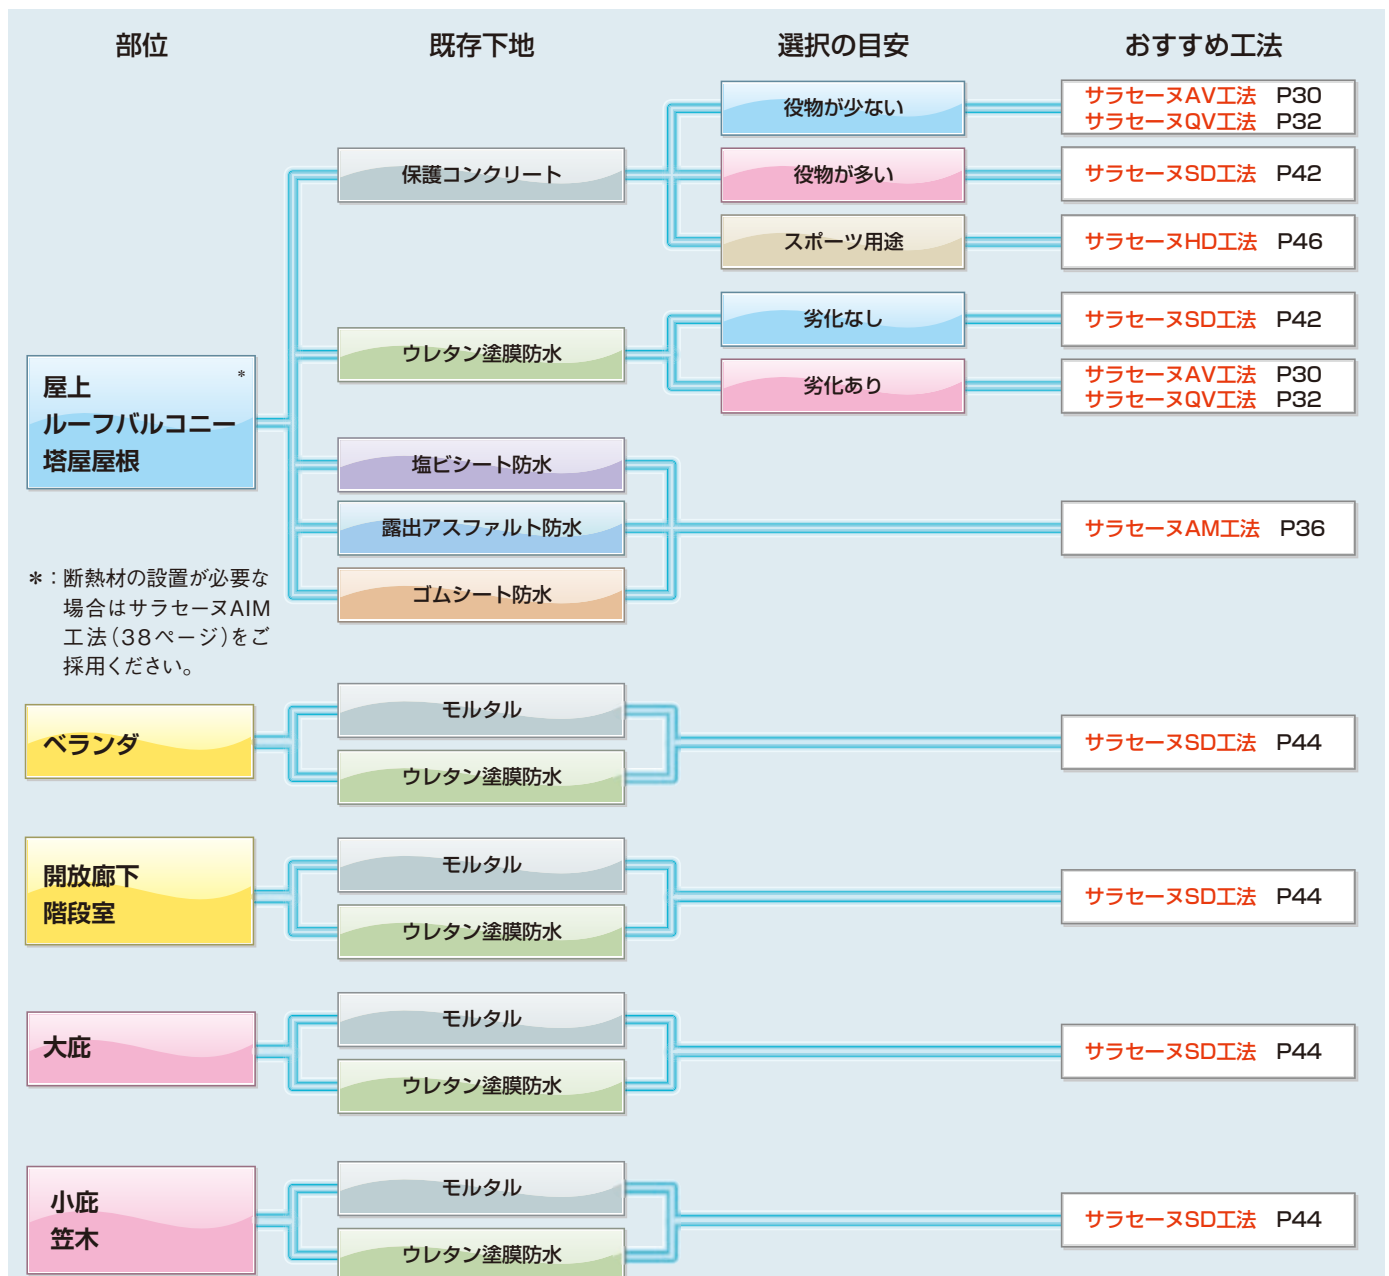 部位 既存下地 選択の目安 おすすめ工法
屋上 *
ルーフバルコニー
塔屋屋根
保護コンクリート
役物が少ない
サラセーヌAV工法 P30
サラセーヌQV工法 P32
役物が多い
サラセーヌSD工法 P42
スポーツ用途
サラセーヌHD工法 P46
ウレタン塗膜防水
劣化なし
サラセーヌSD工法 P42
劣化あり
サラセーヌAV工法 P30
サラセーヌQV工法 P32
塩ビシート防水
露出アスファルト防水
ゴムシート防水
サラセーヌAM工法 P36
*:断熱材の設置が必要な
場合はサラセーヌAIM
工法(38ページ)をご
採用ください。
ベランダ
モルタル
ウレタン塗膜防水
サラセーヌSD工法 P44
開放廊下
階段室
モルタル
ウレタン塗膜防水
サラセーヌSD工法 P44
大庇
モルタル
ウレタン塗膜防水
サラセーヌSD工法 P44
小庇
笠木
モルタル
ウレタン塗膜防水
サラセーヌSD工法 P44